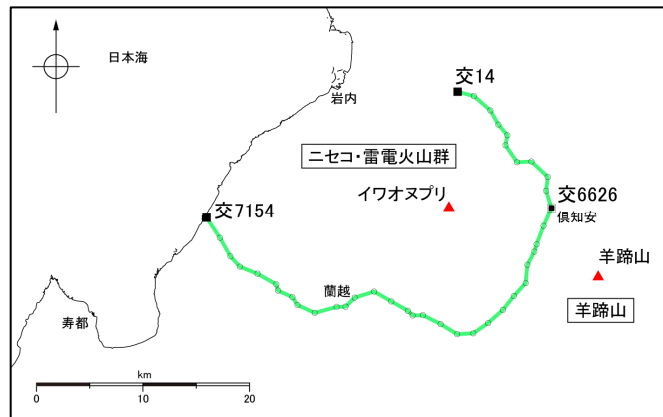 日本海
岩内
交14
ニセコ・雷電火山群
イワオヌプリ
交6626
倶知安
交7154
羊蹄山
羊蹄山
蘭越
寿都
km
0 10 20